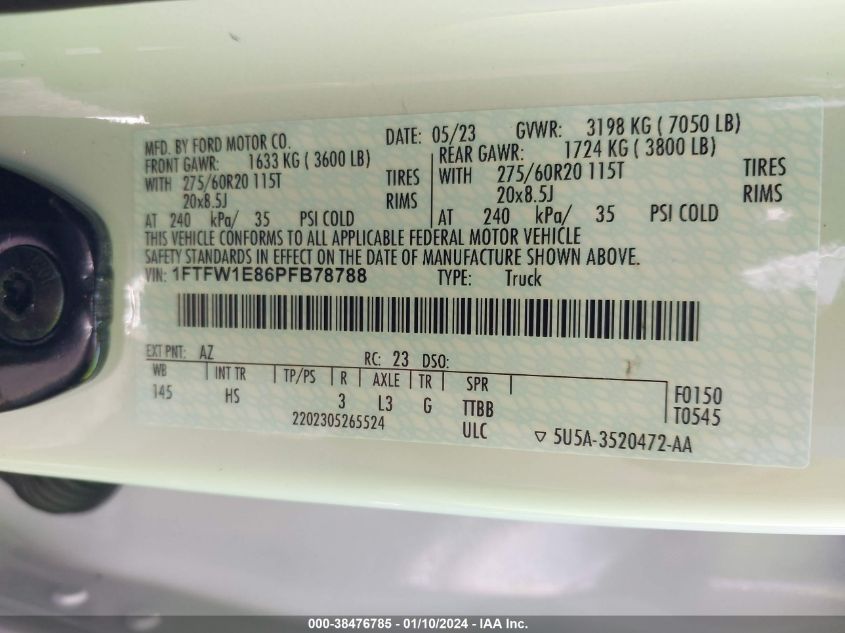 MFD. BY FORD MOTOR CO. DATE: 05/23 GVWR: 3198 KG ( 7050 LB)
FRONT GAWR: 1633 KG ( 3600 LB) REAR GAWR: 1724 KG ( 3800 LB)
WITH 275/60R20 115T TIRES WITH 275/60R20 115T TIRES
20x8.5J RIMS 20x8.5J RIMS
AT 240 kPa/ 35 PSI COLD AT 240 kPa/ 35 PSI COLD
THIS VEHICLE CONFORMS TO ALL APPLICABLE FEDERAL MOTOR VEHICLE
SAFETY STANDARDS IN EFFECT ON THE DATE OF MANUFACTURE SHOWN ABOVE.
VIN: 1FTFW1E86PFB78788 TYPE: Truck
EXT PNT: AZ RC: 23 DSO:
WB INT TR TP/PS R AXLE TR SPR
145 HS 3 L3 G TTBB F0150
2202305265524 ULC 5U5A-3520472-AA T0545
000-38476785 - 01/10/2024 - IAA Inc.